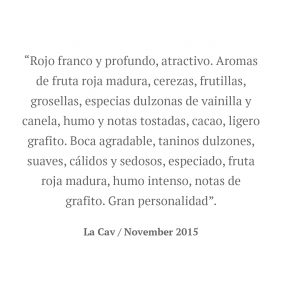 “Rojo franco y profundo, atractivo. Aromas
de fruta roja madura, cerezas, frutillas,
grosellas, especias dulzonas de vainilla y
canela, humo y notas tostadas, cacao, ligero
grafito. Boca agradable, taninos dulzones,
suaves, cálidos y sedosos, especiado, fruta
roja madura, humo intenso, notas de
grafito. Gran personalidad”.
La Cav / November 2015